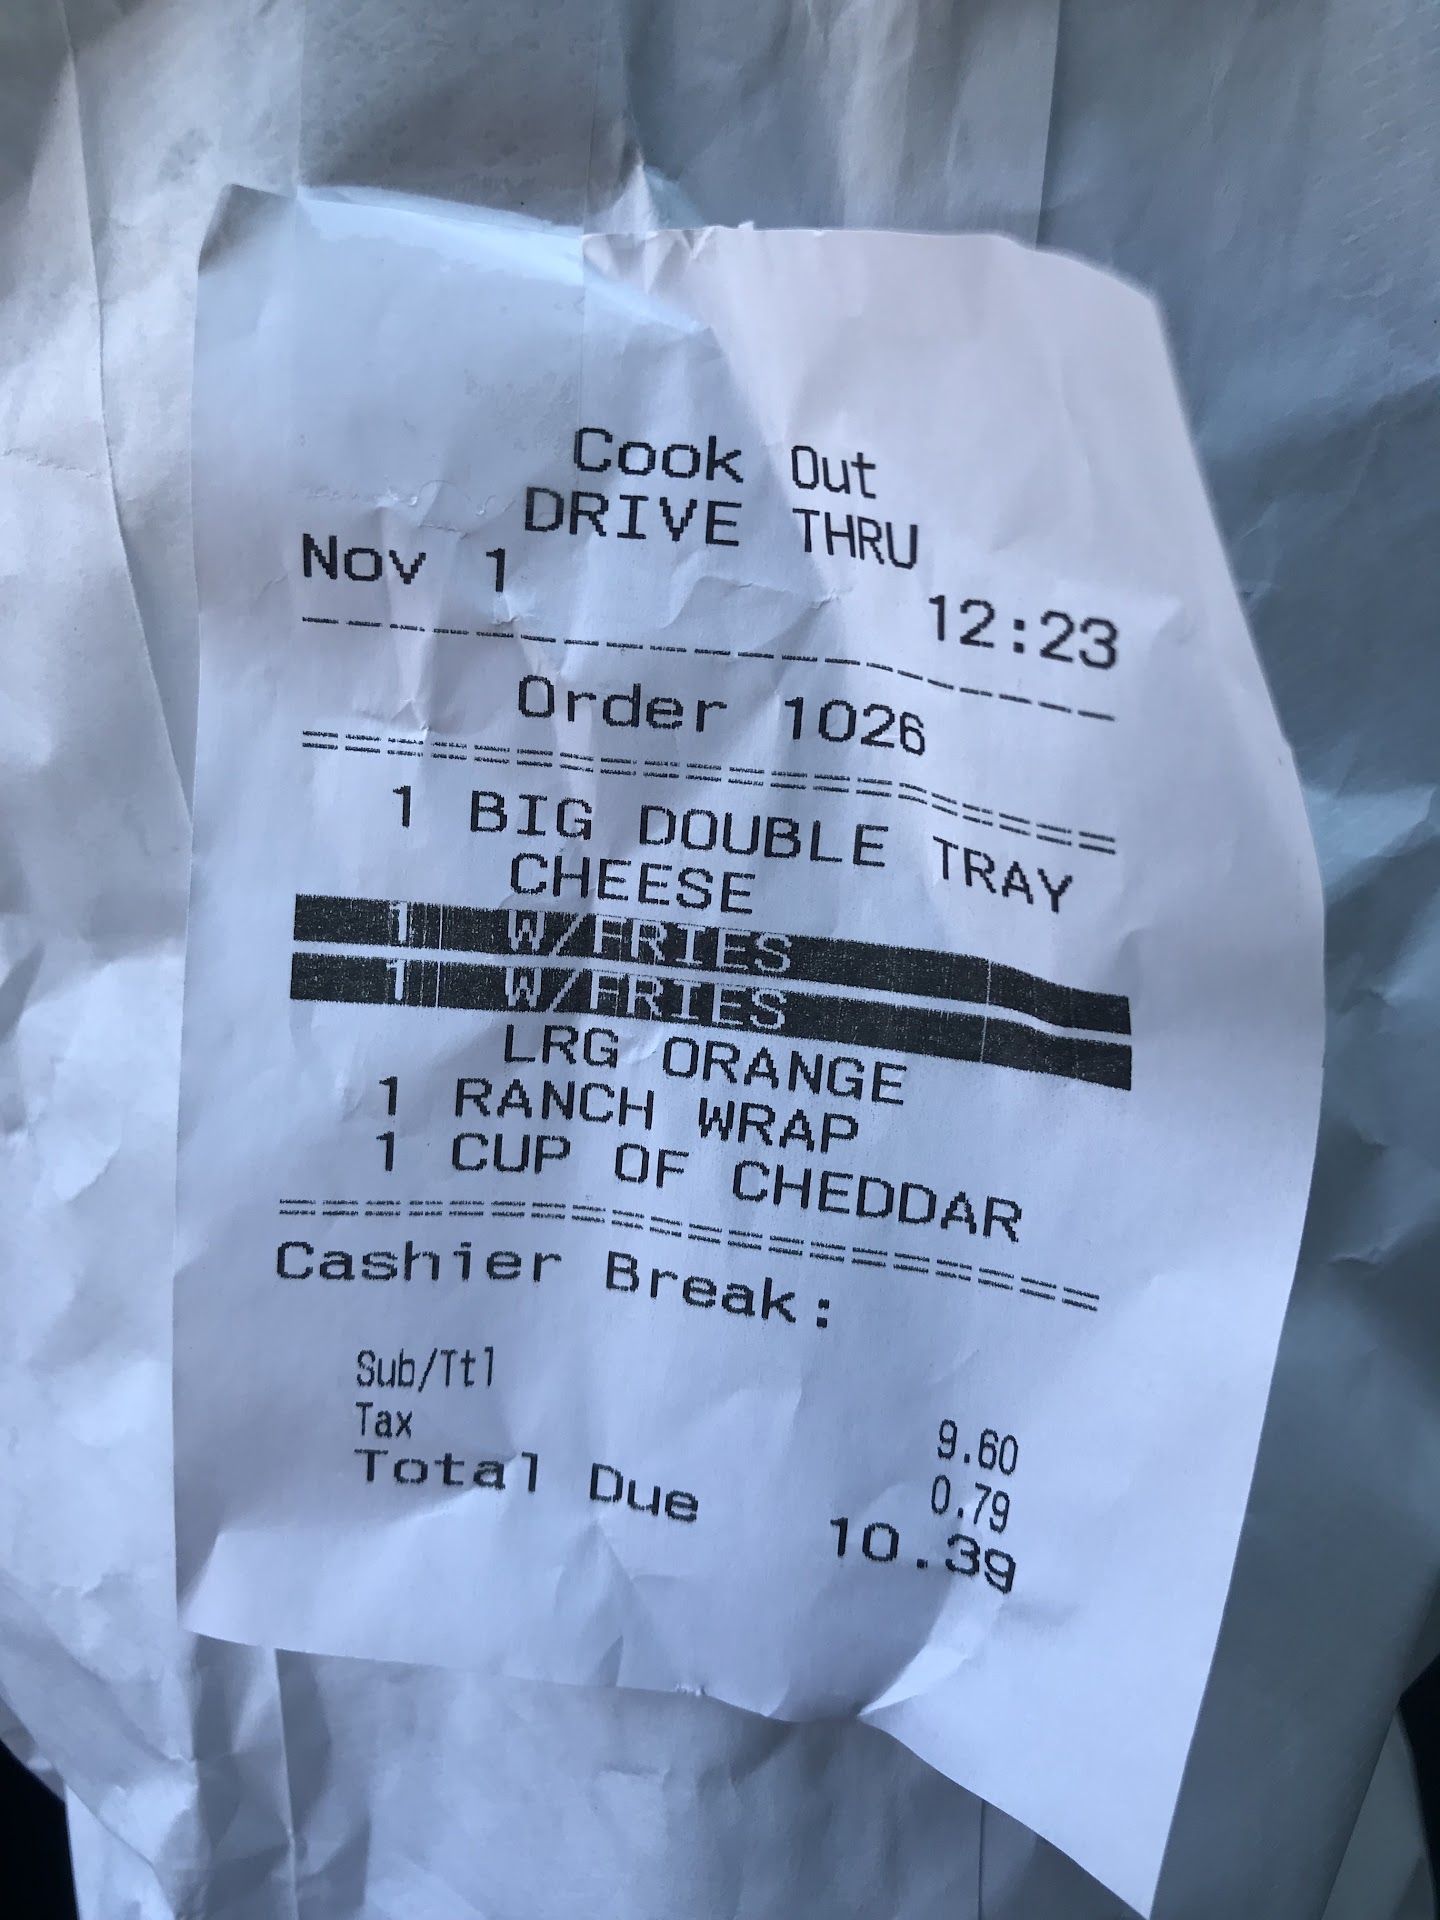 Cook Out
DRIVE THRU
Nov 1 12:23
Order 1026
1 BIG DOUBLE TRAY
CHEESE
1 W/FRIES
1 W/FRIES
LRG ORANGE
1 RANCH WRAP
1 CUP OF CHEDDAR
Cashier Break:
Sub/Ttl 9.60
Tax 0.79
Total Due 10.39